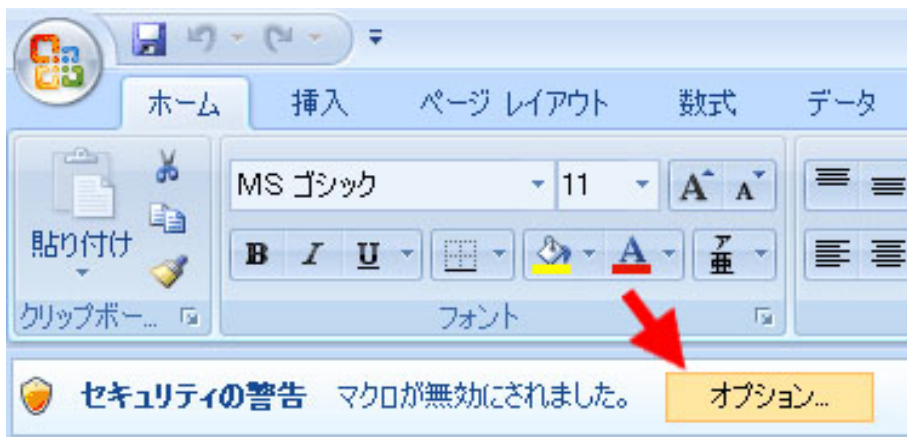 ホーム 挿入 ページ レイアウト 数式 データ
MS ゴシック 11 A A
貼り付け
B I U A ア亜
クリップボー... フォント
セキュリティの警告 マクロが無効にされました。 オプション...